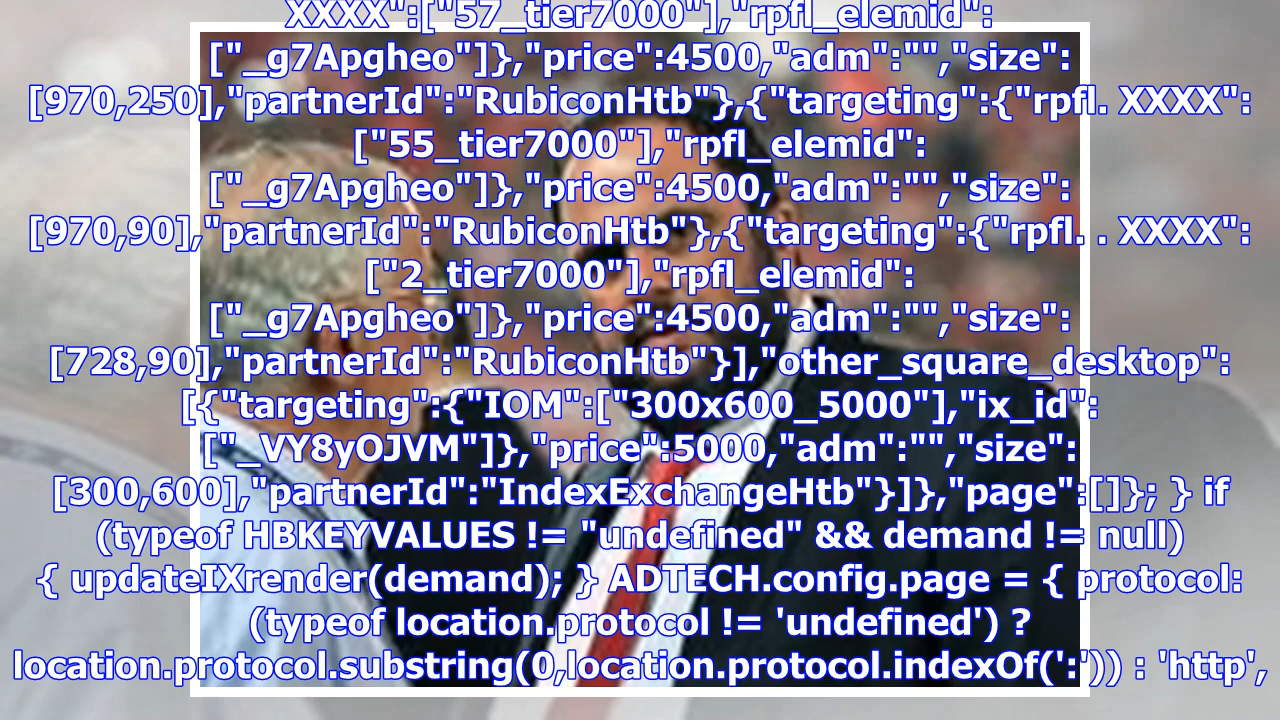 XXXX":["57_tier7000"],"rpfl_elemid":
["_g7Apgheo"]},"price":4500,"adm":"","size":
[970,250],"partnerId":"RubiconHtb"},{"targeting":{"rpfl. XXXX":
["55_tier7000"],"rpfl_elemid":
["_g7Apgheo"]},"price":4500,"adm":"","size":
[970,90],"partnerId":"RubiconHtb"},{"targeting":{"rpfl. . XXXX":
["2_tier7000"],"rpfl_elemid":
["_g7Apgheo"]},"price":4500,"adm":"","size":
[728,90],"partnerId":"RubiconHtb"}],"other_square_desktop":
[{"targeting":{"IOM":["300x600_5000"],"ix_id":
["_VY8yOJVM"]},"price":5000,"adm":"","size":
[300,600],"partnerId":"IndexExchangeHtb"}]},"page":[]}; } if
(typeof HBKEYVALUES != "undefined" && demand != null)
{ updateIXrender(demand); } ADTECH.config.page = { protocol:
(typeof location.protocol != 'undefined') ?
location.protocol.substring(0,location.protocol.indexOf(':')) : 'http',